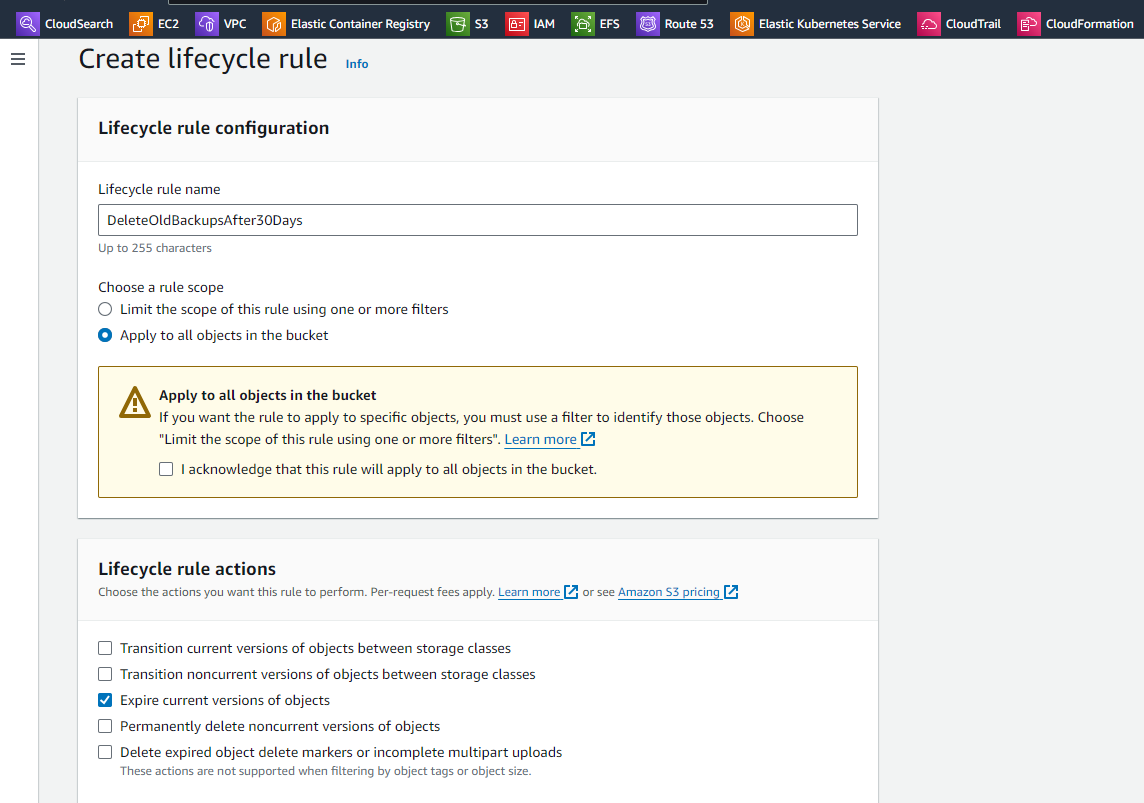 CloudSearch EC2 VPC Elastic Container Registry S3 IAM EFS Route 53 Elastic Kubernetes Service CloudTrail CloudFormation
Create lifecycle rule Info
Lifecycle rule configuration
Lifecycle rule name
DeleteOldBackupsAfter30Days
Up to 255 characters
Choose a rule scope
Limit the scope of this rule using one or more filters
Apply to all objects in the bucket
Apply to all objects in the bucket
If you want the rule to apply to specific objects, you must use a filter to identify those objects. Choose
"Limit the scope of this rule using one or more filters". Learn more
I acknowledge that this rule will apply to all objects in the bucket.
Lifecycle rule actions
Choose the actions you want this rule to perform. Per-request fees apply. Learn more or see Amazon S3 pricing
Transition current versions of objects between storage classes
Transition noncurrent versions of objects between storage classes
Expire current versions of objects
Permanently delete noncurrent versions of objects
Delete expired object delete markers or incomplete multipart uploads
These actions are not supported when filtering by object tags or object size.